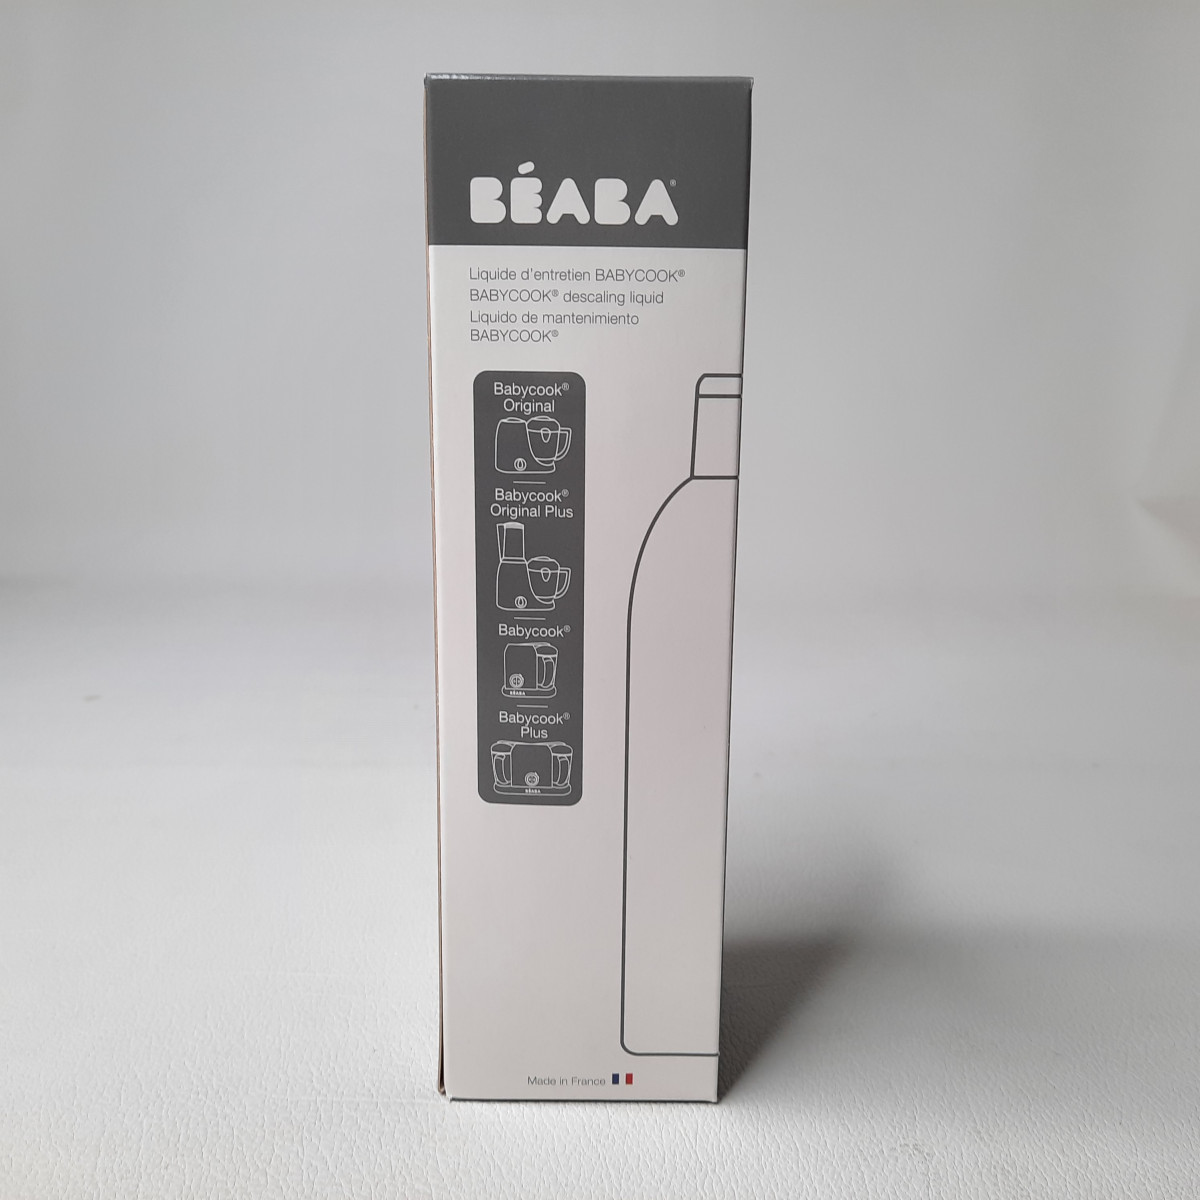 BÉABA®
Liquide d'entretien BABYCOOK®
BABYCOOK® descaling liquid
Liquido de mantenimiento
BABYCOOK®
Babycook®
Original
Babycook®
Original Plus
Babycook®
BÉABA
Babycook®
Plus
BÉABA
Made in France